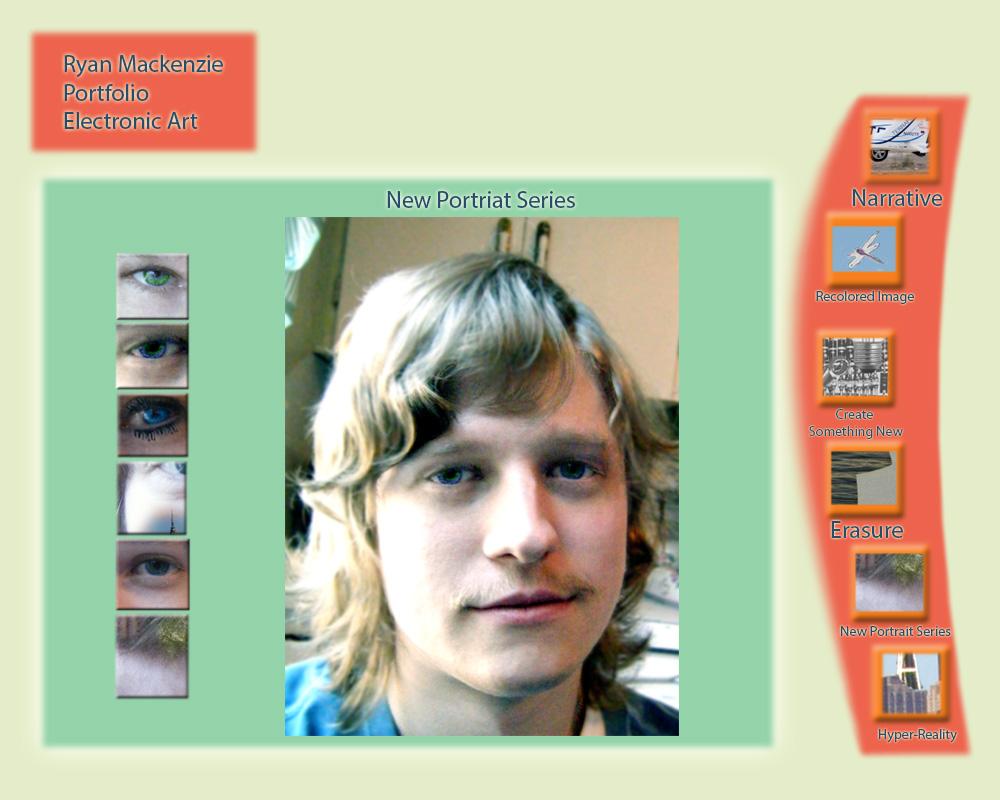 Ryan Mackenzie
Portfolio
Electronic Art
New Portriat Series
Narrative
Recolored Image
Create
Something New
Erasure
New Portrait Series
Hyper-Reality